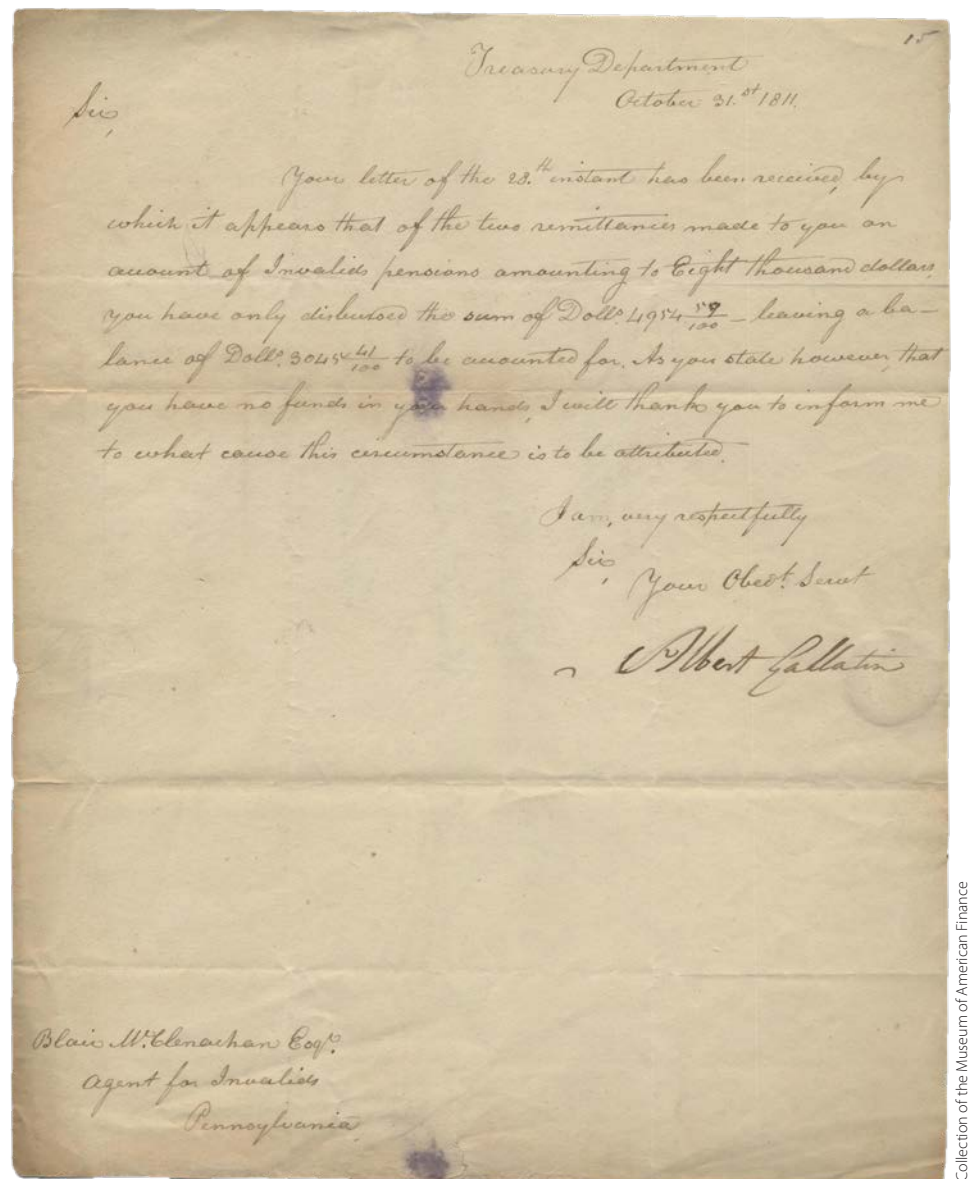 15
Treasury Department
October 31.st 1811.
Sir,
Your letter of the 28.th instant has been received, by
which it appears that of the two remittances made to you on
account of Invalids pensions amounting to Eight thousand dollars,
you have only disbursed the sum of Dolls. 4954 59/100 – leaving a ba–
lance of Dolls. 3045 41/100 to be accounted for. As you state however, that
you have no funds in your hands, I will thank you to inform me
to what cause this circumstance is to be attributed.
I am, very respectfully
Sir,
Your Obedt. Servt
Albert Gallatin
Blair McClenachan Esqr.
Agent for Invalids
Pennsylvania
Collection of the Museum of American Finance